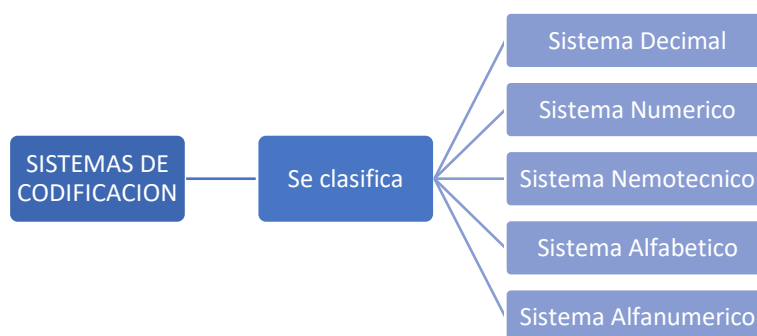 SISTEMAS DE
CODIFICACION
Se clasifica
Sistema Decimal
Sistema Numerico
Sistema Nemotecnico
Sistema Alfabetico
Sistema Alfanumerico